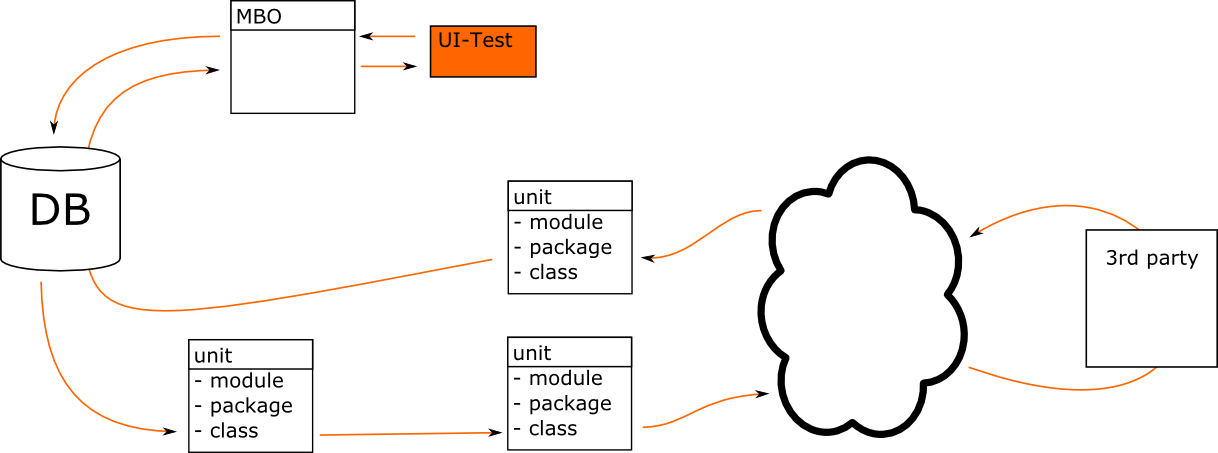 MBO
UI-Test
DB
unit
- module
- package
- class
3rd party
unit
- module
- package
- class
unit
- module
- package
- class